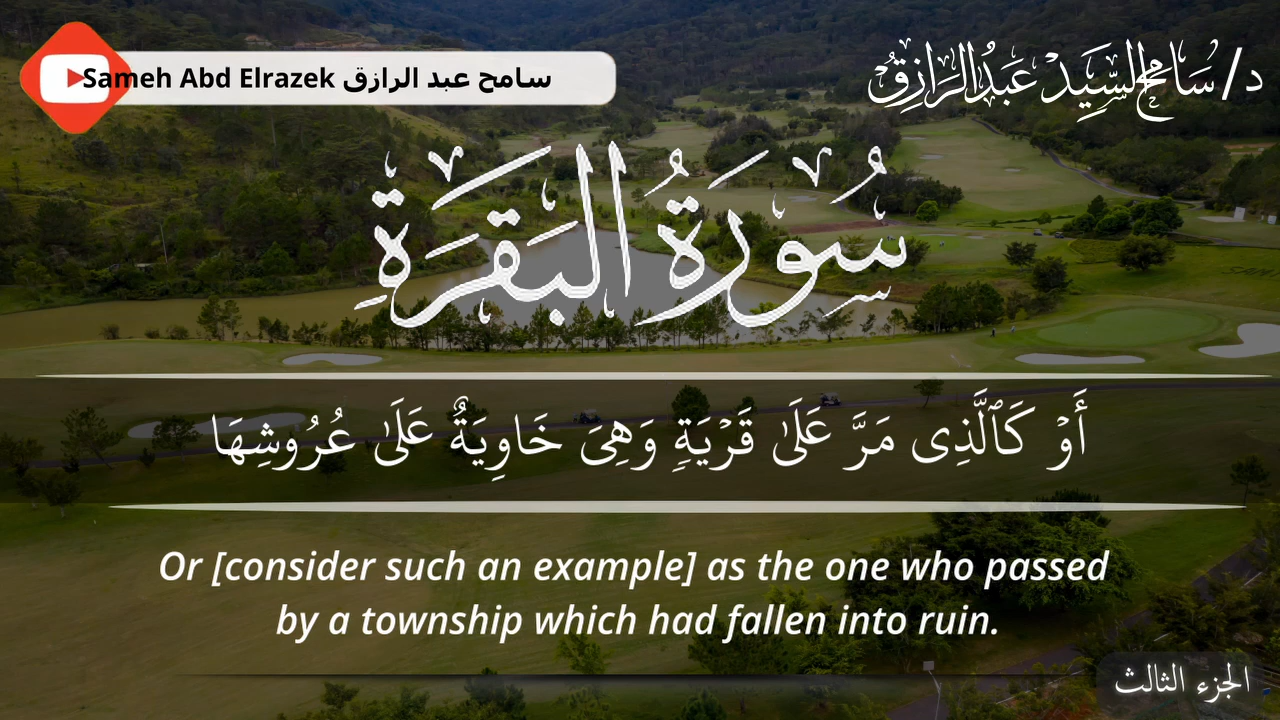 Sameh Abd Elrazek سامح عبد الرازق
د/ سَامِح السَّيِّدْ عَبْدُالرَّازِقْ
سُورَةُ البَقَرَةِ
أَوْ كَٱلَّذِى مَرَّ عَلَىٰ قَرْيَةٍۢ وَهِىَ خَاوِيَةٌ عَلَىٰ عُرُوشِهَا
Or [consider such an example] as the one who passed
by a township which had fallen into ruin.
الجزء الثالث